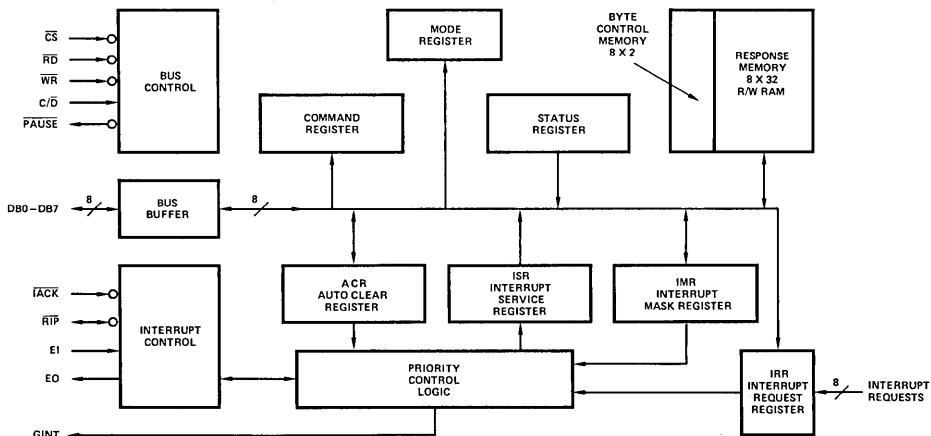 CS
RD
WR
C/D
PAUSE
BUS
CONTROL
MODE
REGISTER
COMMAND
REGISTER
STATUS
REGISTER
BYTE
CONTROL
MEMORY
8 X 2
RESPONSE
MEMORY
8 X 32
R/W RAM
DB0–DB7
8
BUS
BUFFER
8
IACK
RIP
EI
EO
INTERRUPT
CONTROL
ACR
AUTO CLEAR
REGISTER
ISR
INTERRUPT
SERVICE
REGISTER
IMR
INTERRUPT
MASK REGISTER
PRIORITY
CONTROL
LOGIC
IRR
INTERRUPT
REQUEST
REGISTER
8
INTERRUPT
REQUESTS
GINT